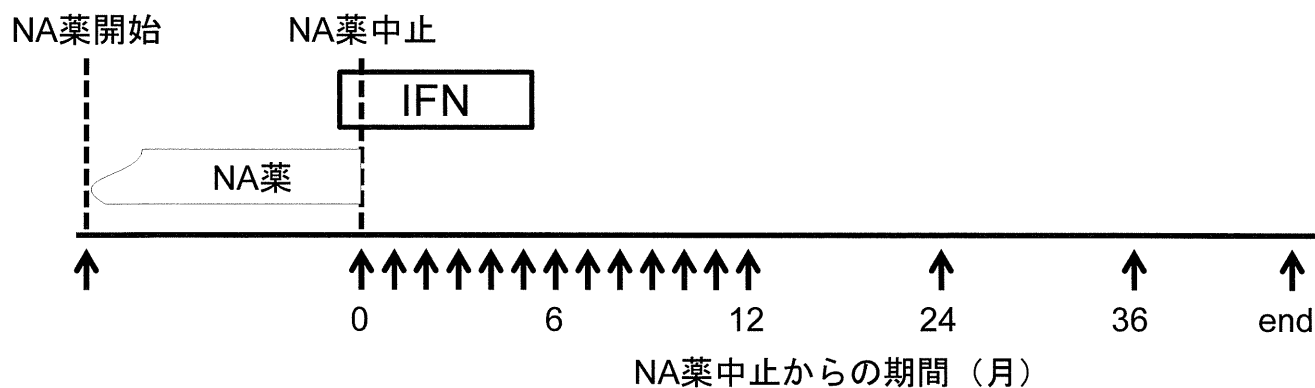 NA薬開始
NA薬中止
IFN
NA薬
0 6 12 24 36 end
NA薬中止からの期間（月）